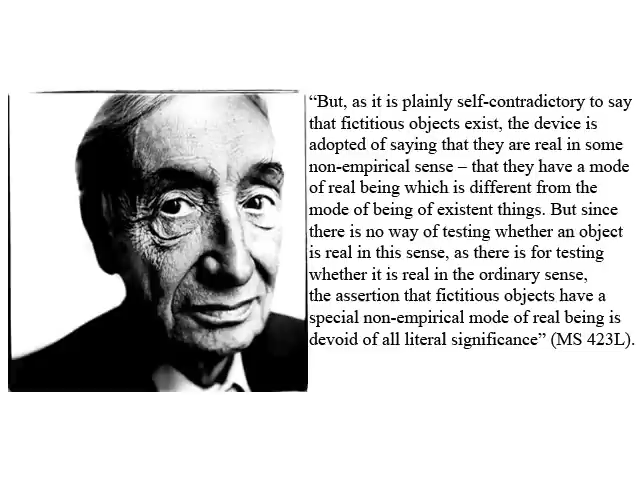 “But, as it is plainly self-contradictory to say
that fictitious objects exist, the device is
adopted of saying that they are real in some
non-empirical sense – that they have a mode
of real being which is different from the
mode of being of existent things. But since
there is no way of testing whether an object
is real in this sense, as there is for testing
whether it is real in the ordinary sense,
the assertion that fictitious objects have a
special non-empirical mode of real being is
devoid of all literal significance” (MS 423L).